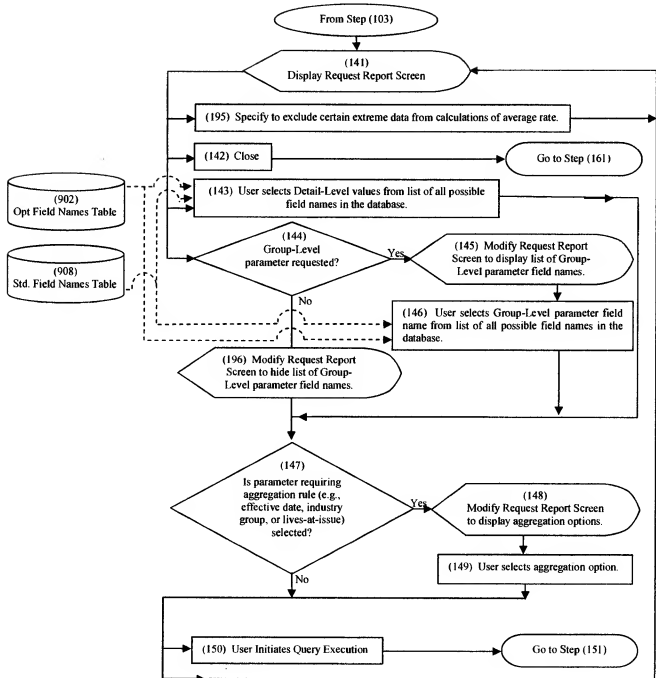 From Step (103)
(141)
Display Request Report Screen
(195) Specify to exclude certain extreme data from calculations of average rate.
(142) Close
Go to Step (161)
(902)
Opt Field Names Table
(143) User selects Detail-Level values from list of all possible
field names in the database.
(144)
Group-Level
parameter requested?
Yes
(145) Modify Request Report
Screen to display list of Group-
Level parameter field names.
(908)
Std. Field Names Table
No
(146) User selects Group-Level parameter field
name from list of all possible field names in the
database.
(196) Modify Request Report
Screen to hide list of Group-
Level parameter field names.
(147)
Is parameter requiring
aggregation rule (e.g.,
effective date, industry
group, or lives-at-issue)
selected?
Yes
(148)
Modify Request Report Screen
to display aggregation options.
(149) User selects aggregation option.
No
(150) User Initiates Query Execution
Go to Step (151)